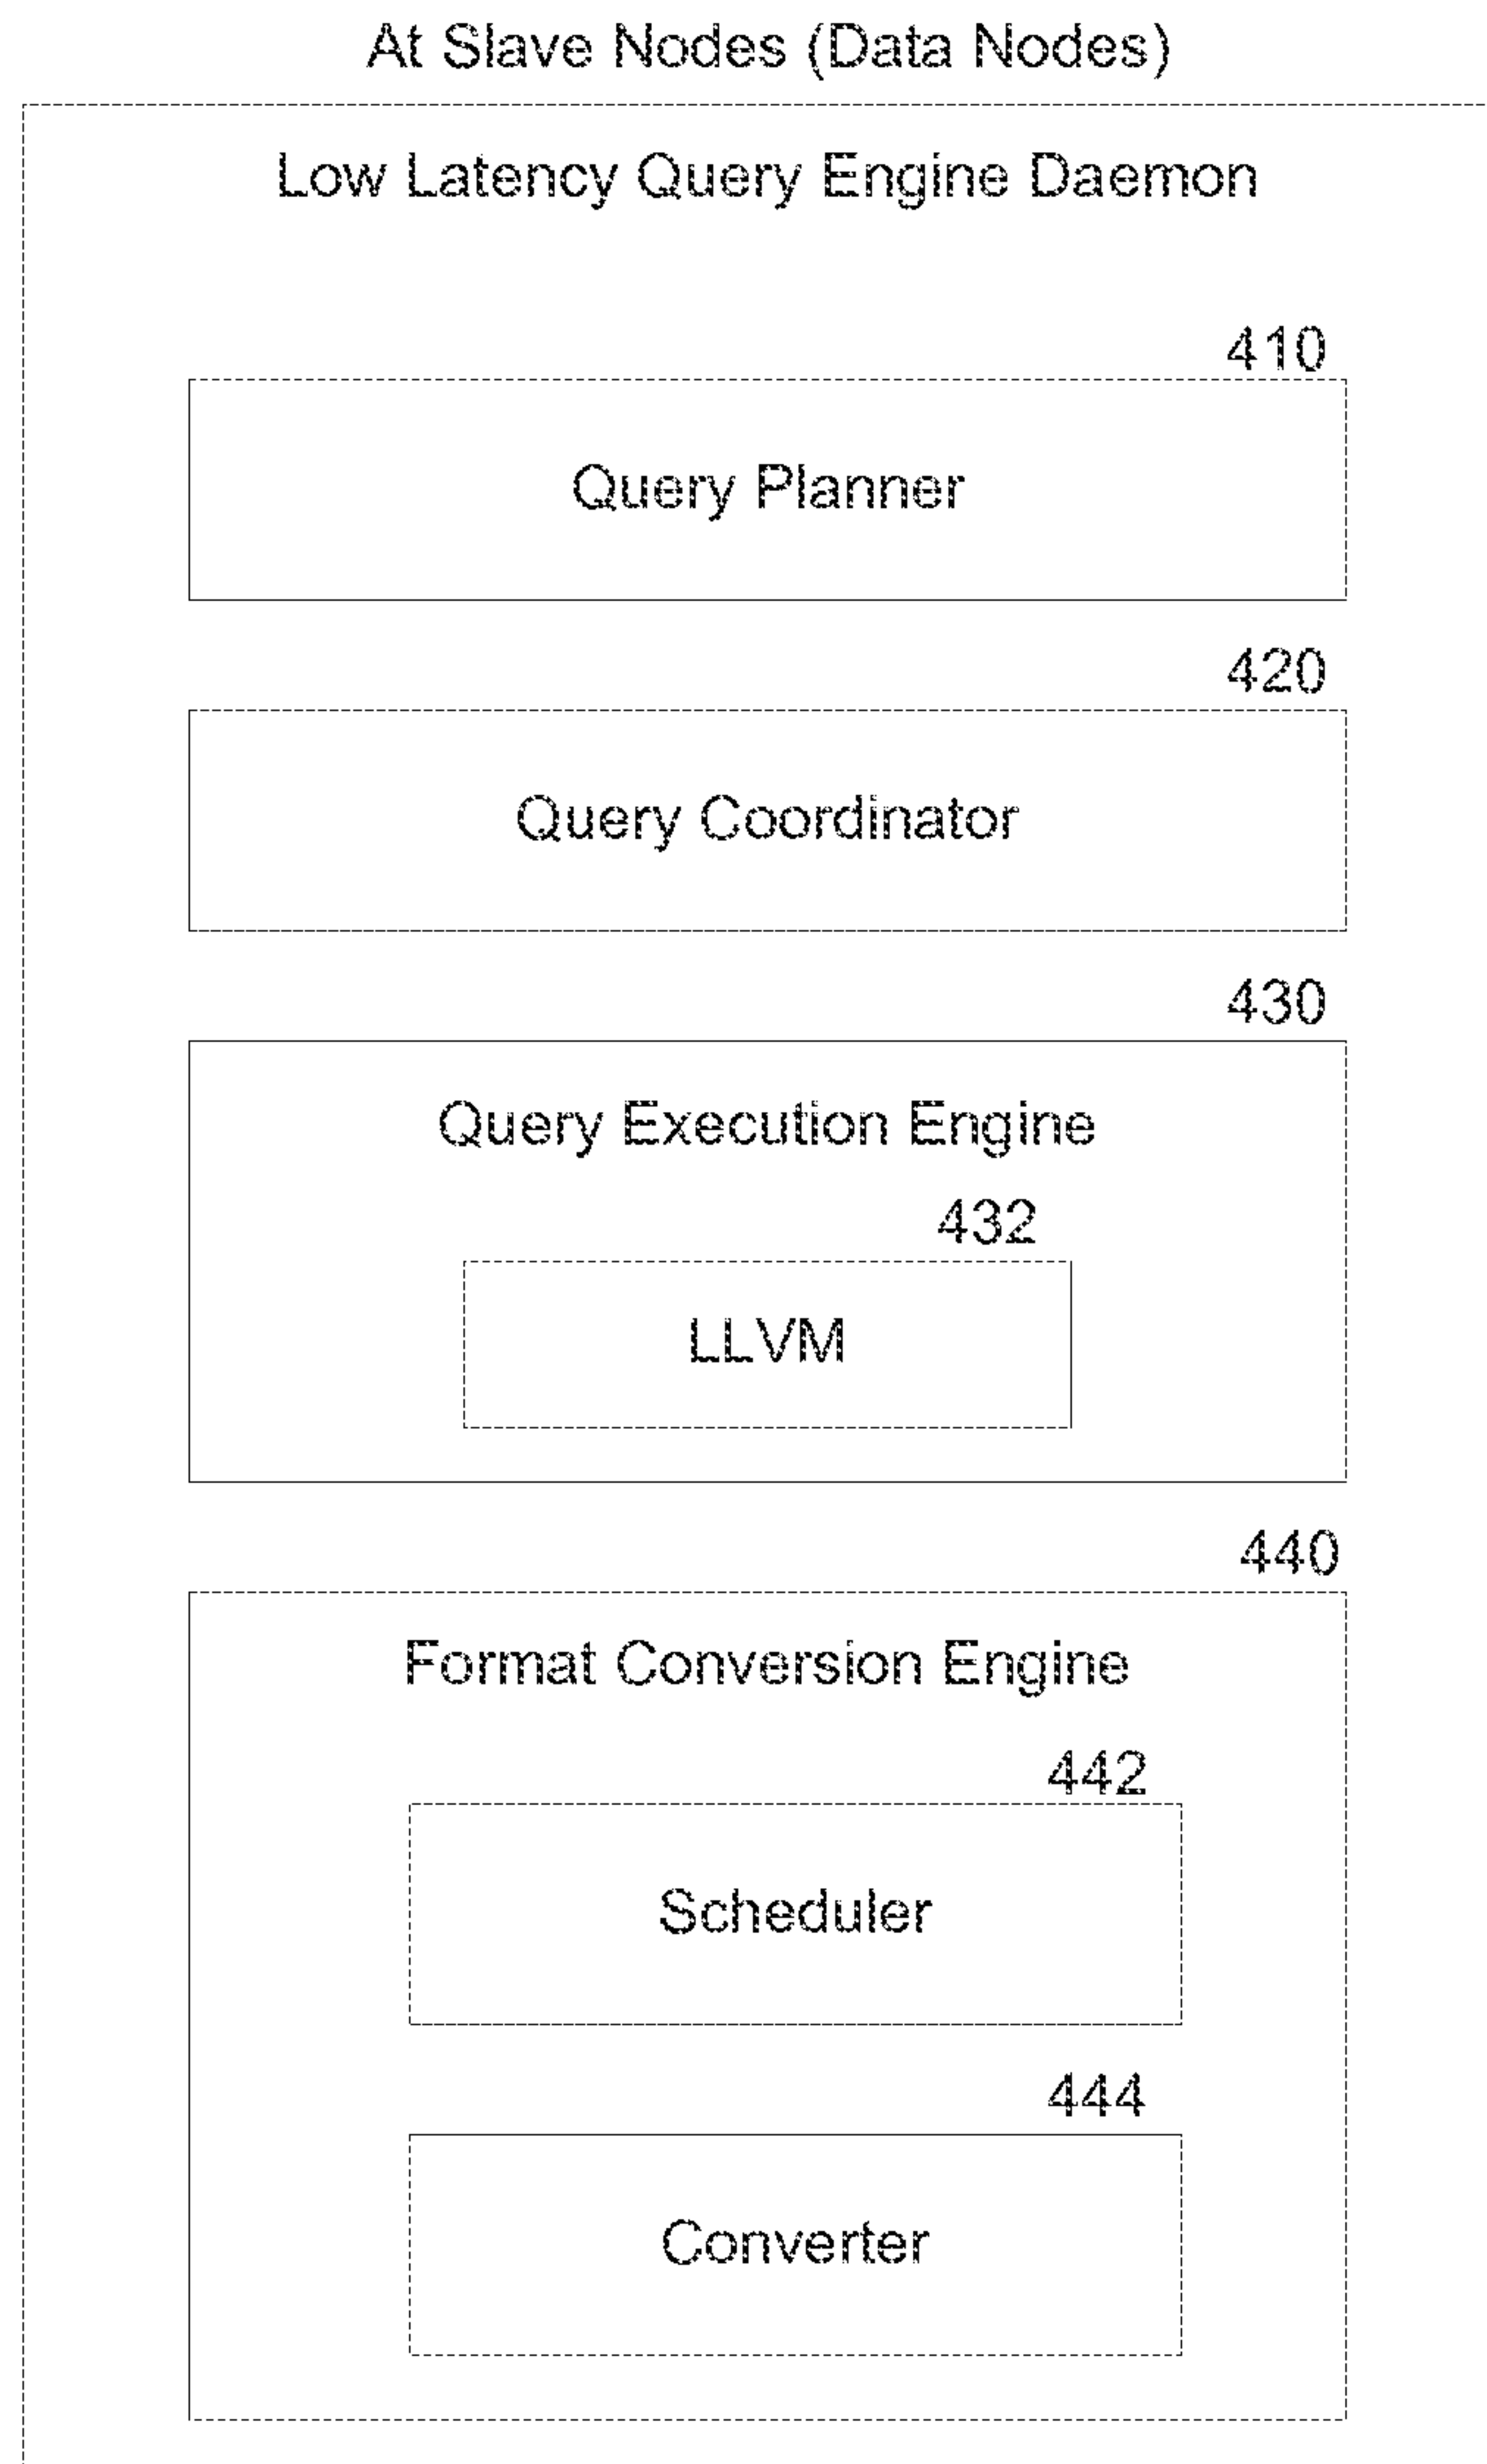 At Slave Nodes (Data Nodes)
Low Latency Query Engine Daemon
410
Query Planner
420
Query Coordinator
430
Query Execution Engine
432
LLVM
440
Format Conversion Engine
442
Scheduler
444
Converter